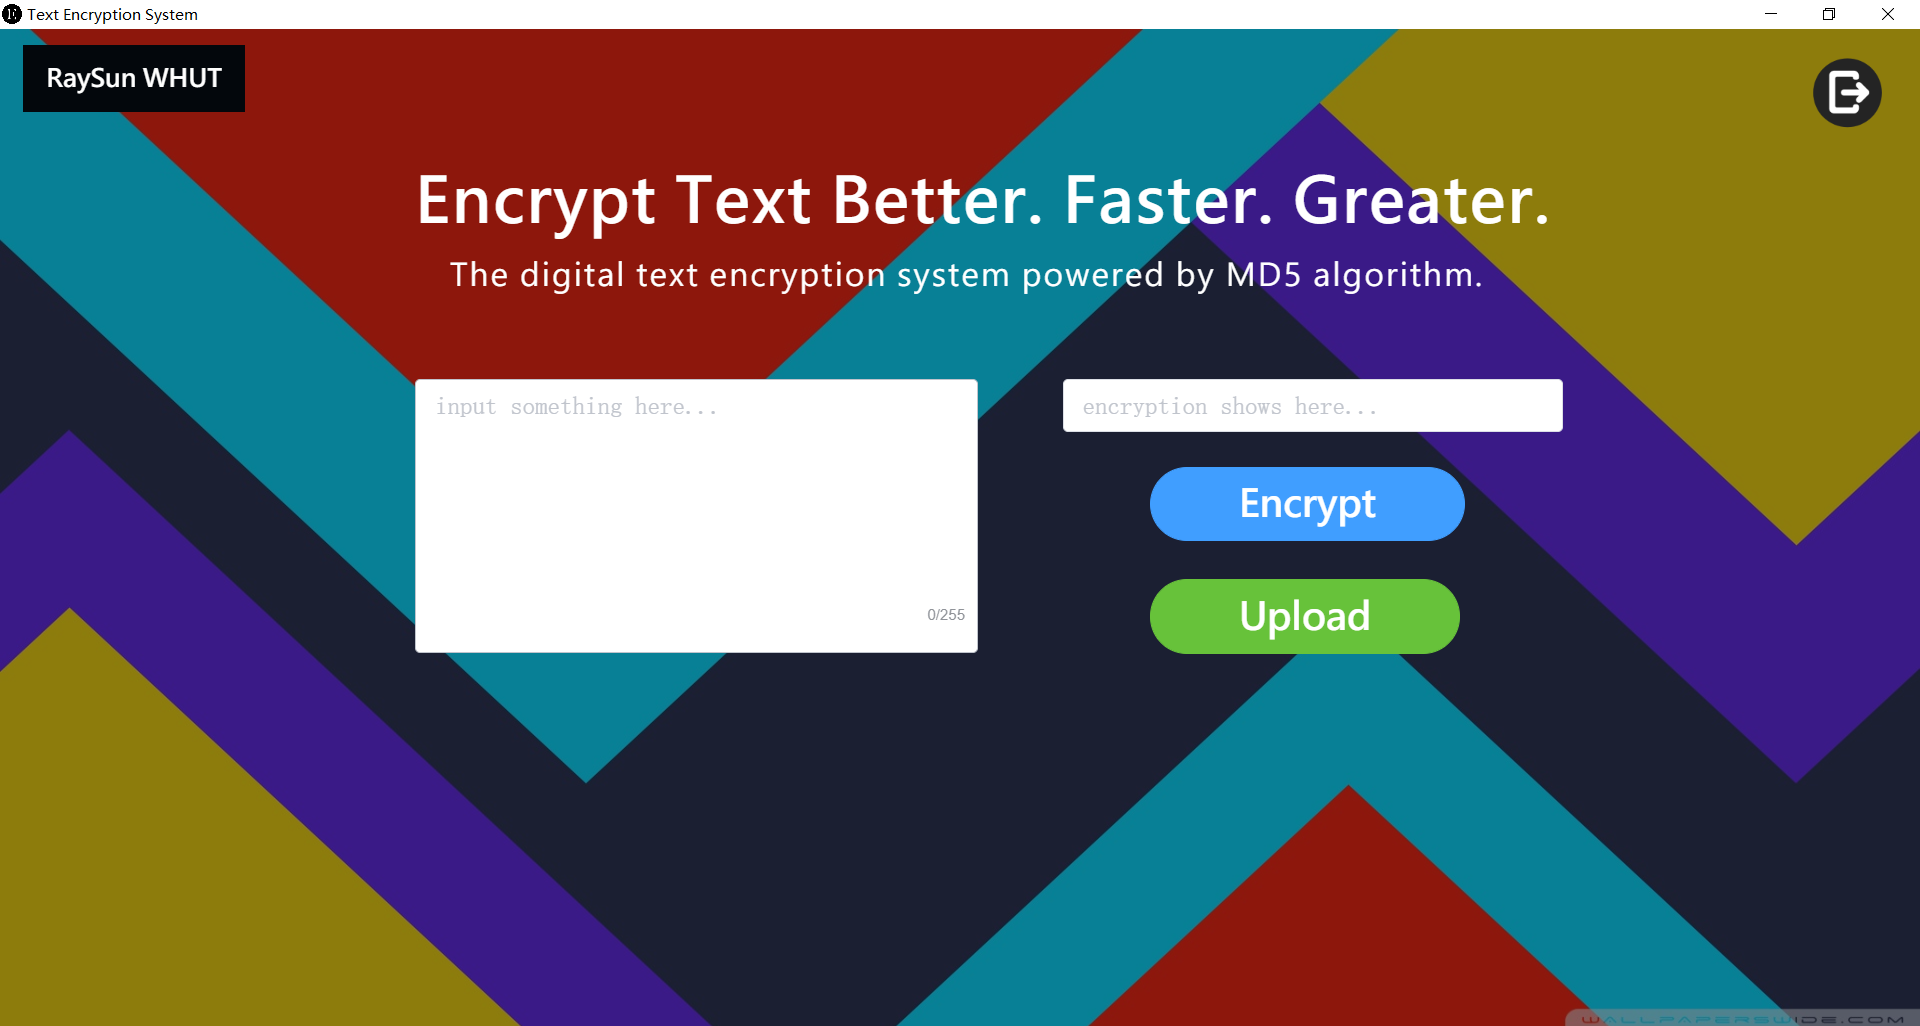 Text Encryption System
RaySun WHUT
Encrypt Text Better. Faster. Greater.
The digital text encryption system powered by MD5 algorithm.
input something here...
encryption shows here...
Encrypt
0/255
Upload
WALLPAPERSWIDE.COM